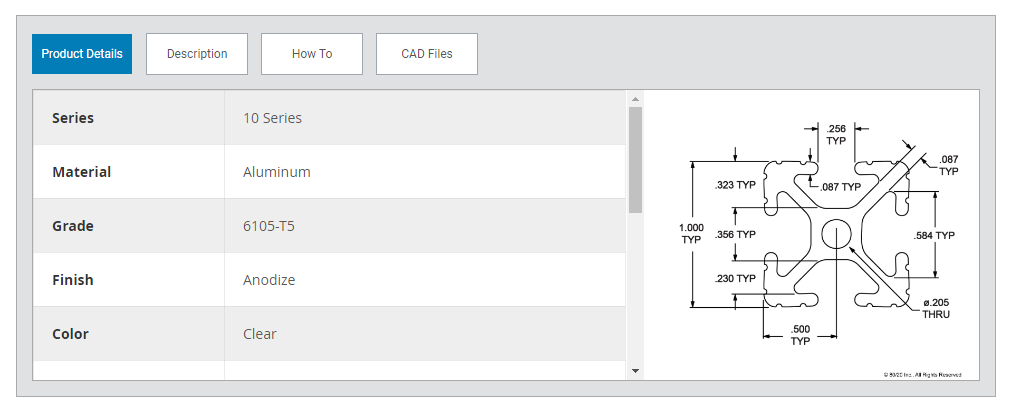 Product Details
Description
How To
CAD Files
Series 10 Series
Material Aluminum
Grade 6105-T5
Finish Anodize
Color Clear
.256
TYP
.087
TYP
.323 TYP
.087 TYP
1.000
TYP
.356 TYP
.584 TYP
.230 TYP
ø.205
THRU
.500
TYP
© 80/20 Inc., All Rights Reserved